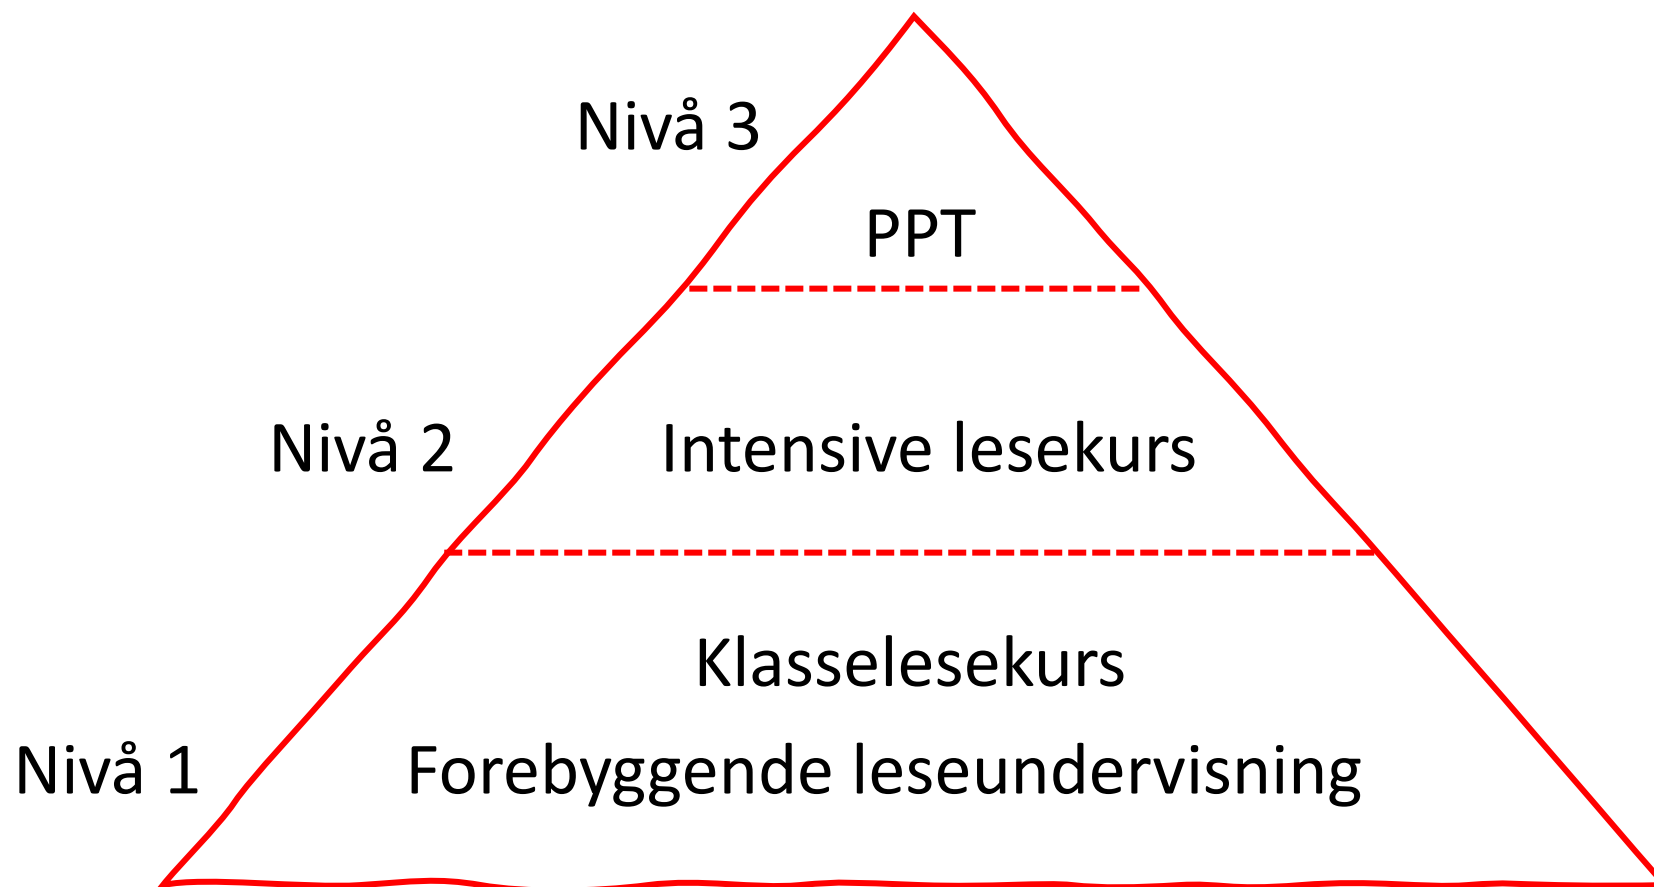 Nivå 3
PPT
Nivå 2
Intensive lesekurs
Klasselesekurs
Nivå 1
Forebyggende leseundervisning